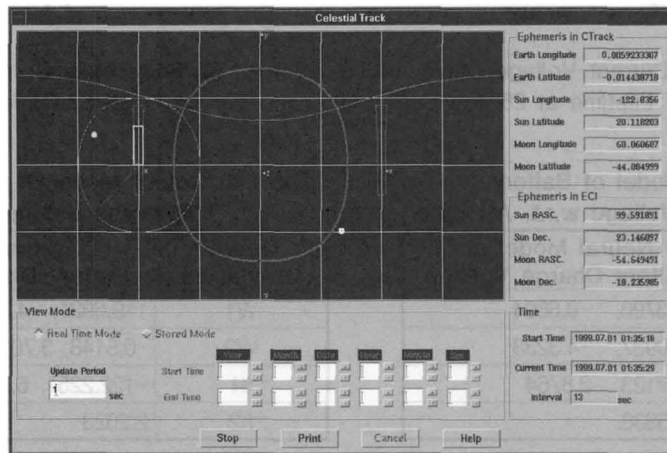 Celestial Track
Ephemeris in CTrack
Earth Longitude 0.0059233307
Earth Latitude -0.014438718
Sun Longitude -122.0356
Sun Latitude 20.118203
Moon Longitude 60.060607
Moon Latitude -44.084999
Ephemeris in ECI
Sun RASC. 99.591891
Sun Dec. 23.146097
Moon RASC. -54.649491
Moon Dec. -18.235985
View Mode
Real Time Mode Stored Mode
Year Month Date Hour Minute Sec
Update Period
1 sec
Start Time
End Time
Time
Start Time 1999.07.01 01:35:16
Current Time 1999.07.01 01:35:29
Interval 13 sec
Stop Print Cancel Help